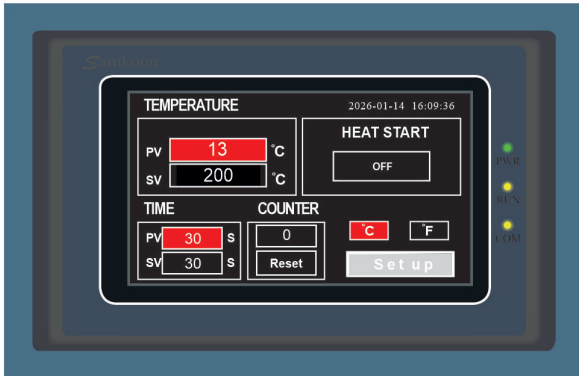 Samkoon
TEMPERATURE
2026-01-14 16:09:36
PV 13 °C
SV 200 °C
HEAT START
OFF
TIME
PV 30 S
SV 30 S
COUNTER
0
Reset
°C
°F
Set up
PWR
RUN
COM